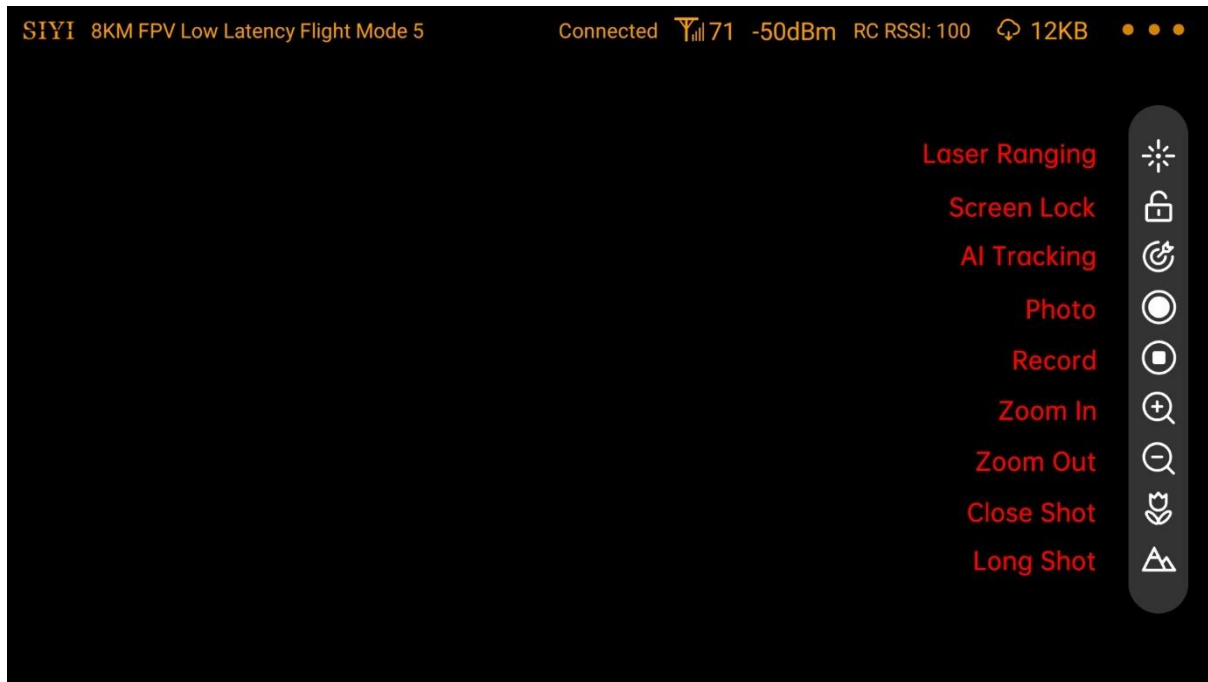 SIYI 8KM FPV Low Latency Flight Mode 5 Connected 71 -50dBm RC RSSI: 100 12KB
Laser Ranging
Screen Lock
AI Tracking
Photo
Record
Zoom In
Zoom Out
Close Shot
Long Shot